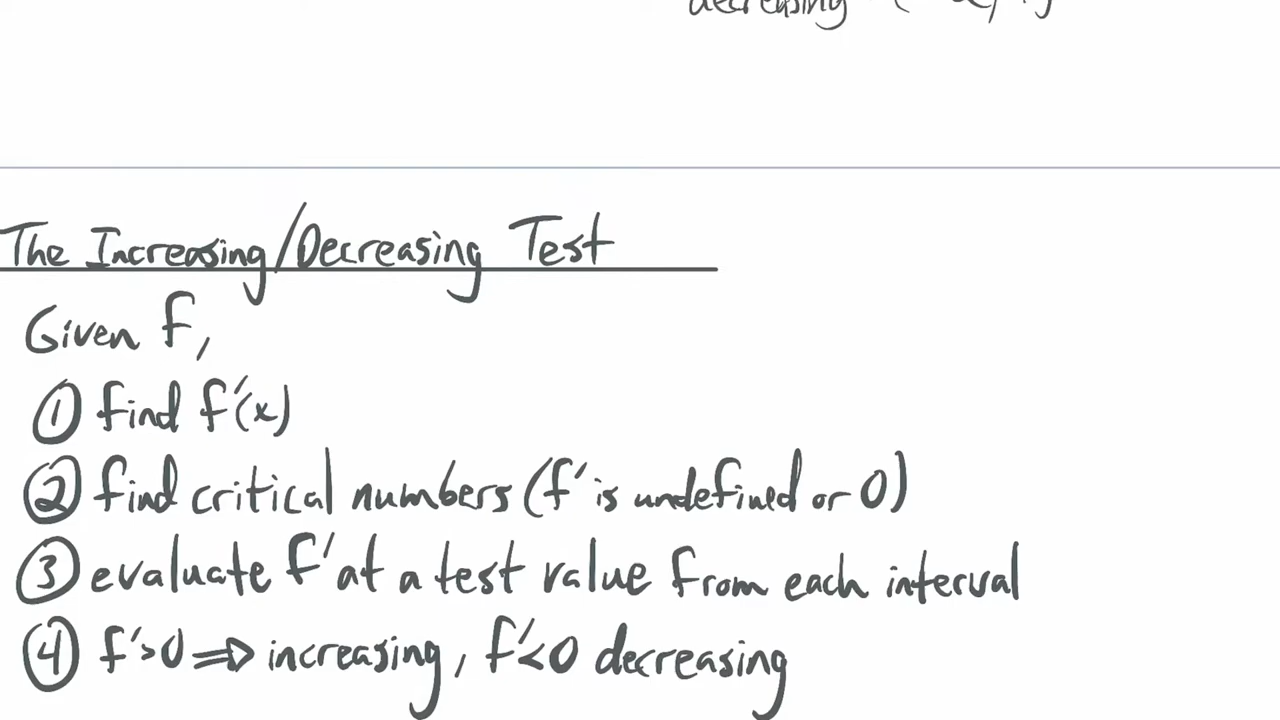 decreasing
The Increasing/Decreasing Test
Given f,
① find f'(x)
② find critical numbers (f' is undefined or 0)
③ evaluate f' at a test value from each interval
④ f'>0 ⇒ increasing, f'<0 decreasing